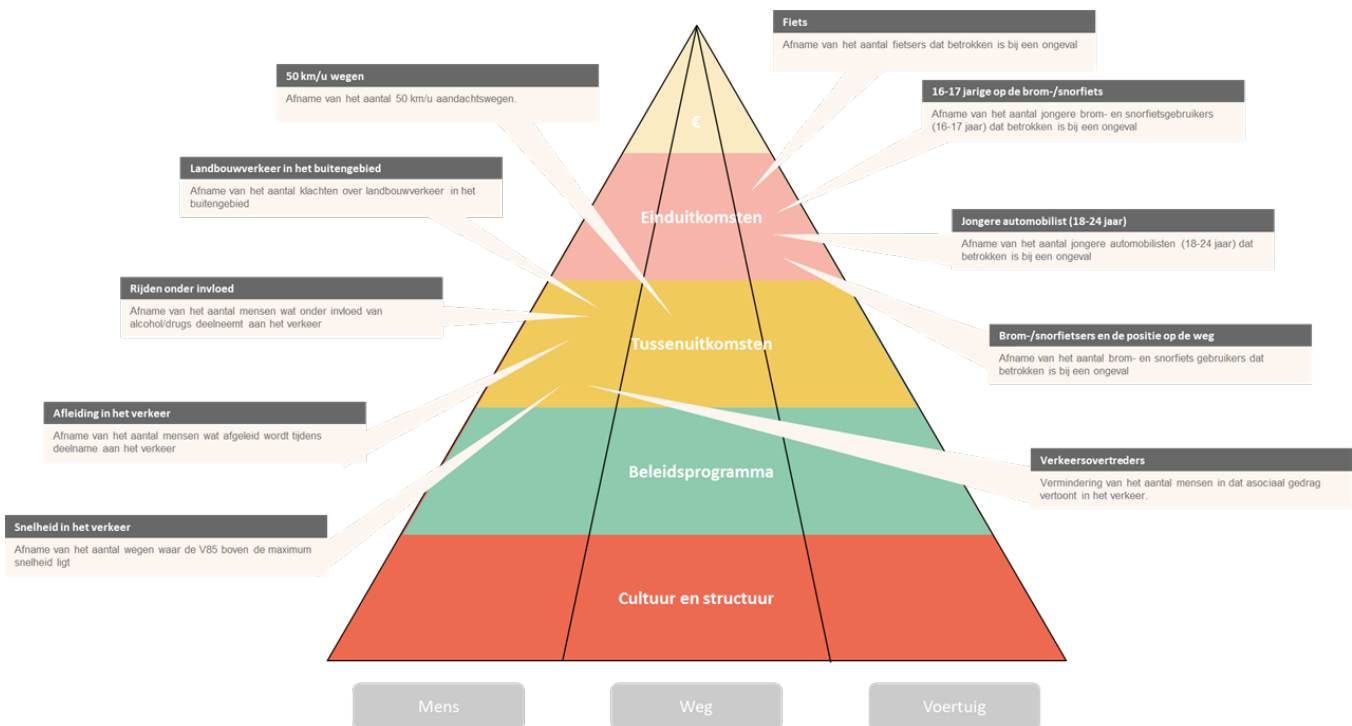 Fiets
Afname van het aantal fietsers dat betrokken is bij een ongeval
50 km/u wegen
Afname van het aantal 50 km/u aandachtswegen.
16-17 jarige op de brom-/snorfiets
Afname van het aantal jongere brom- en snorfietsgebruikers
(16-17 jaar) dat betrokken is bij een ongeval
€
Landbouwverkeer in het buitengebied
Afname van het aantal klachten over landbouwverkeer in het
buitengebied
Einduitkomsten
Jongere automobilist (18-24 jaar)
Afname van het aantal jongere automobilisten (18-24 jaar) dat
betrokken is bij een ongeval
Rijden onder invloed
Afname van het aantal mensen wat onder invloed van
alcohol/drugs deelneemt aan het verkeer
Tussenuitkomsten
Brom-/snorfietsers en de positie op de weg
Afname van het aantal brom- en snorfiets gebruikers dat
betrokken is bij een ongeval
Afleiding in het verkeer
Afname van het aantal mensen wat afgeleid wordt tijdens
deelname aan het verkeer
Beleidsprogramma
Verkeersovertreders
Vermindering van het aantal mensen in dat asociaal gedrag
vertoont in het verkeer.
Snelheid in het verkeer
Afname van het aantal wegen waar de V85 boven de maximum
snelheid ligt
Cultuur en structuur
Mens
Weg
Voertuig